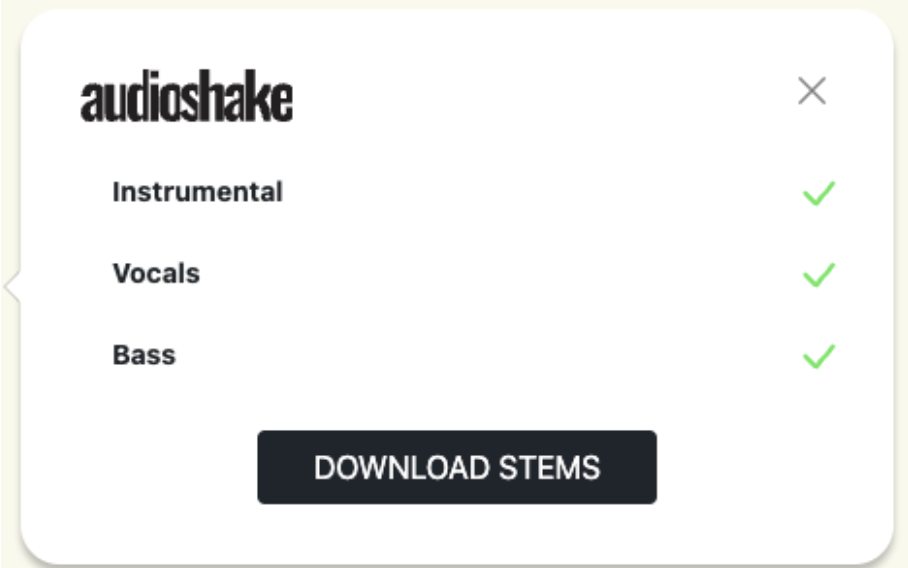 audioshake
Instrumental
Vocals
Bass
DOWNLOAD STEMS